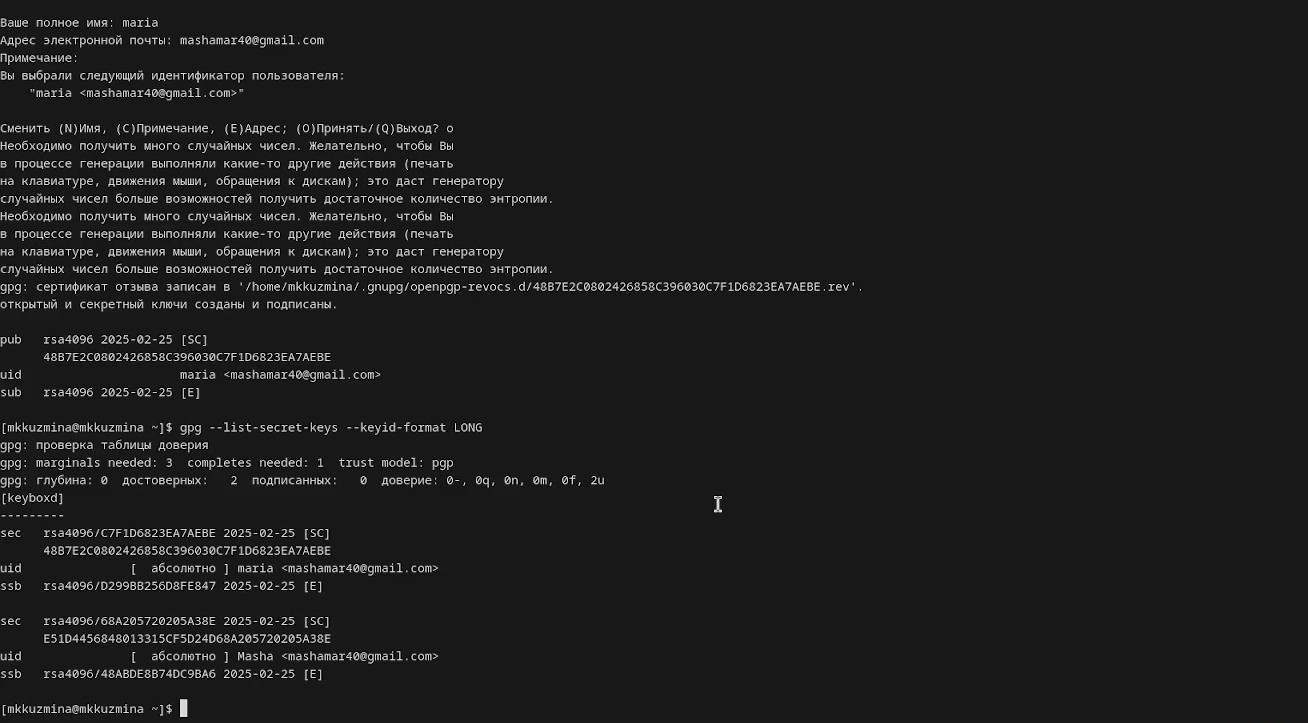 Ваше полное имя: maria
Адрес электронной почты: mashamar40@gmail.com
Примечание:
Вы выбрали следующий идентификатор пользователя:
    "maria <mashamar40@gmail.com>"

Сменить (N)Имя, (C)Примечание, (E)Адрес; (O)Принять/(Q)Выход? o
Необходимо получить много случайных чисел. Желательно, чтобы Вы
в процессе генерации выполняли какие-то другие действия (печать
на клавиатуре, движения мыши, обращения к дискам); это даст генератору
случайных чисел больше возможностей получить достаточное количество энтропии.
Необходимо получить много случайных чисел. Желательно, чтобы Вы
в процессе генерации выполняли какие-то другие действия (печать
на клавиатуре, движения мыши, обращения к дискам); это даст генератору
случайных чисел больше возможностей получить достаточное количество энтропии.
gpg: сертификат отзыва записан в '/home/mkkuzmina/.gnupg/openpgp-revocs.d/48B7E2C0802426858C396030C7F1D6823EA7AEBE.rev'.
открытый и секретный ключи созданы и подписаны.

pub   rsa4096 2025-02-25 [SC]
      48B7E2C0802426858C396030C7F1D6823EA7AEBE
uid                      maria <mashamar40@gmail.com>
sub   rsa4096 2025-02-25 [E]

[mkkuzmina@mkkuzmina ~]$ gpg --list-secret-keys --keyid-format LONG
gpg: проверка таблицы доверия
gpg: marginals needed: 3  completes needed: 1  trust model: pgp
gpg: глубина: 0  достоверных:   2  подписанных:   0  доверие: 0-, 0q, 0n, 0m, 0f, 2u
[keyboxd]
---------
sec   rsa4096/C7F1D6823EA7AEBE 2025-02-25 [SC]
      48B7E2C0802426858C396030C7F1D6823EA7AEBE
uid               [  абсолютно ] maria <mashamar40@gmail.com>
ssb   rsa4096/D299BB256D8FE847 2025-02-25 [E]

sec   rsa4096/68A205720205A38E 2025-02-25 [SC]
      E51D4456848013315CF5D24D68A205720205A38E
uid               [  абсолютно ] Masha <mashamar40@gmail.com>
ssb   rsa4096/48ABDE8B74DC9BA6 2025-02-25 [E]

[mkkuzmina@mkkuzmina ~]$